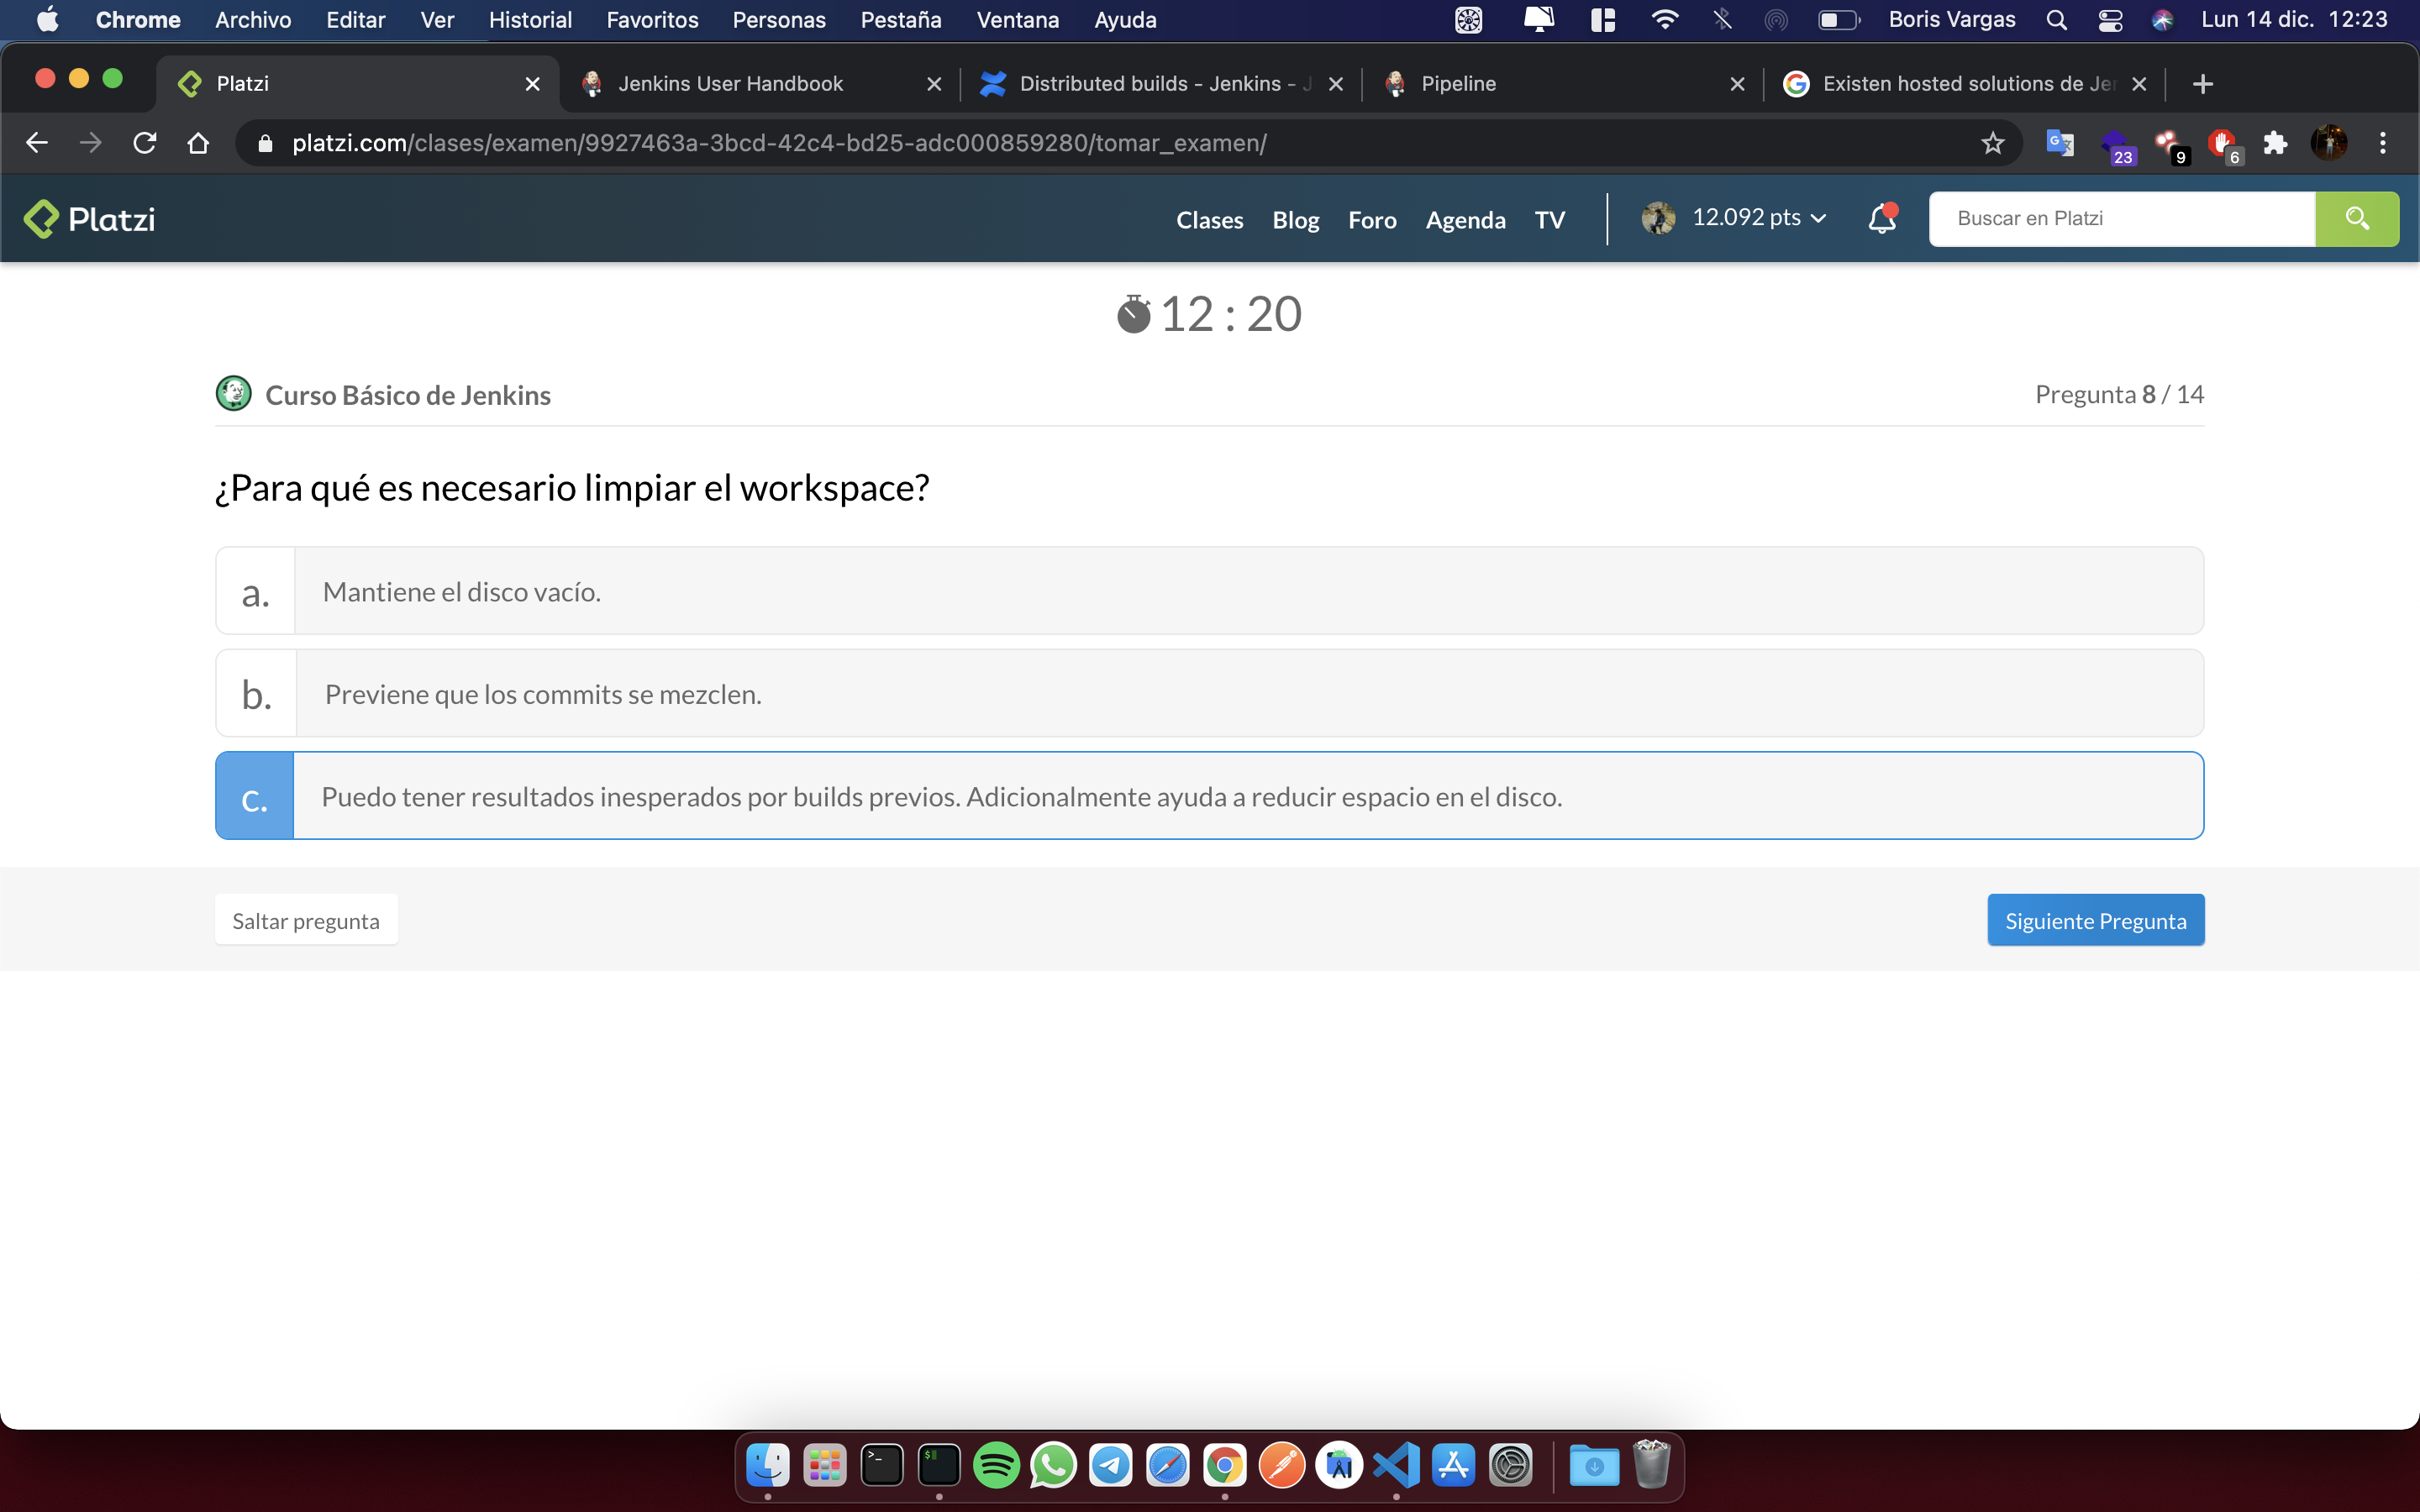 Chrome Archivo Editar Ver Historial Favoritos Personas Pestaña Ventana Ayuda Boris Vargas Lun 14 dic. 12:23
Platzi Jenkins User Handbook Distributed builds - Jenkins - Pipeline Existen hosted solutions de
platzi.com/clases/examen/9927463a-3bcd-42c4-bd25-adc000859280/tomar_examen/ 23 9 6
Platzi Clases Blog Foro Agenda TV 12.092 pts Buscar en Platzi
12 : 20
Curso Básico de Jenkins Pregunta 8 / 14
¿Para qué es necesario limpiar el workspace?
a. Mantiene el disco vacío.
b. Previene que los commits se mezclen.
c. Puedo tener resultados inesperados por builds previos. Adicionalmente ayuda a reducir espacio en el disco.
Saltar pregunta Siguiente Pregunta